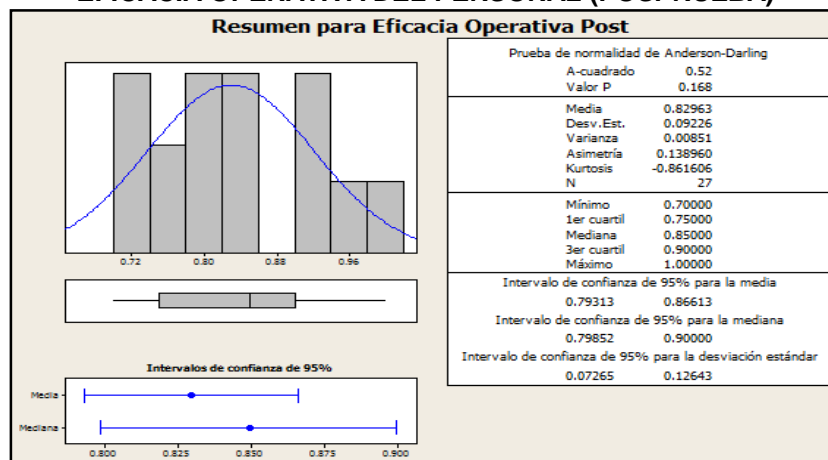 EFICACIA OPERATIVA DEL PERSONAL (POSPRUEBA)
Resumen para Eficacia Operativa Post
Prueba de normalidad de Anderson-Darling
A-cuadrado 0.52
Valor P 0.168
Media 0.82963
Desv.Est. 0.09226
Varianza 0.00851
Asimetría 0.138960
Kurtosis -0.861606
N 27
Mínimo 0.70000
1er cuartil 0.75000
Mediana 0.85000
3er cuartil 0.90000
Máximo 1.00000
Intervalo de confianza de 95% para la media
0.79313 0.86613
Intervalo de confianza de 95% para la mediana
0.79852 0.90000
Intervalo de confianza de 95% para la desviación estándar
0.07265 0.12643
0.72 0.80 0.88 0.96
Intervalos de confianza de 95%
Media
Mediana
0.800 0.825 0.850 0.875 0.900